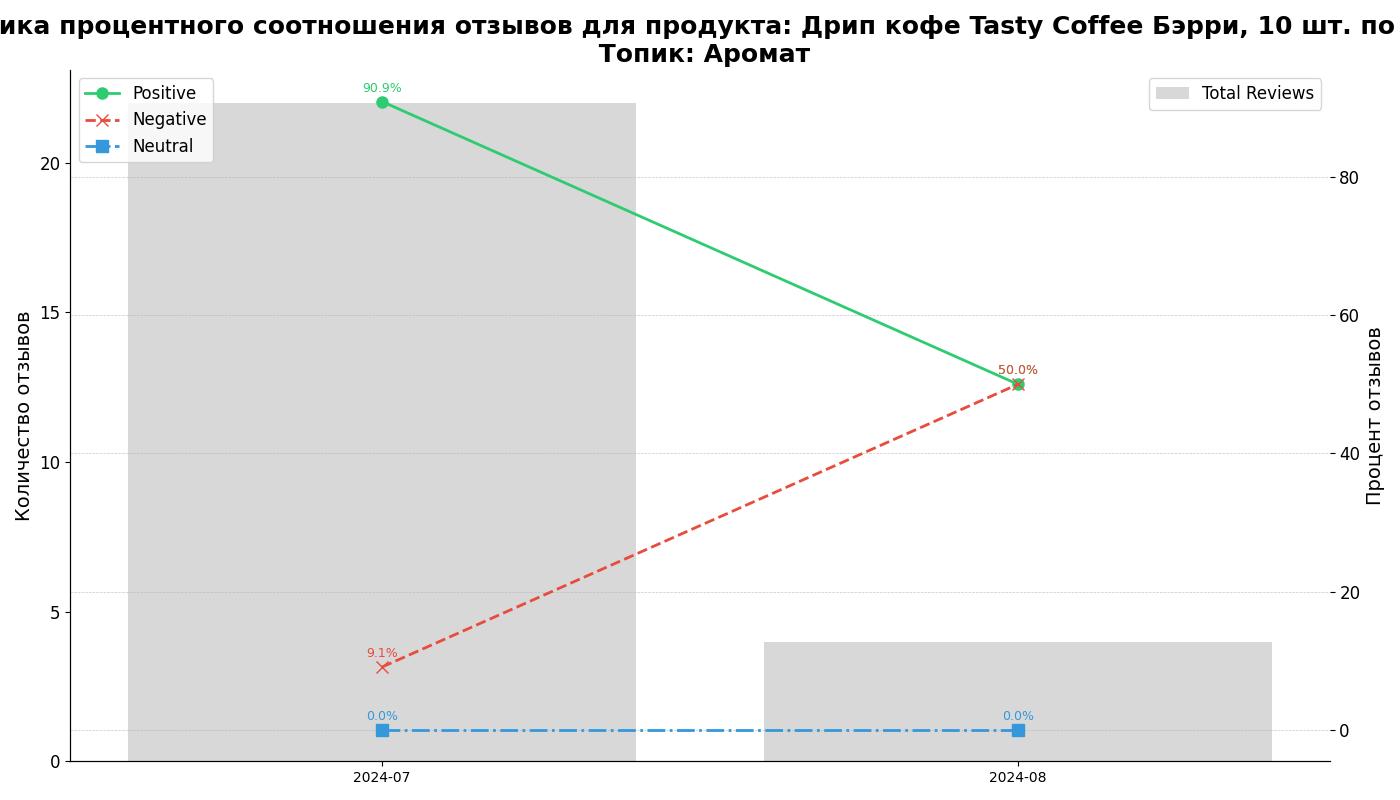 ика процентного соотношения отзывов для продукта: Дрип кофе Tasty Coffee Бэрри, 10 шт. по
Топик: Аромат
Positive
Negative
Neutral
Total Reviews
90.9%
50.0%
9.1%
0.0%
0.0%
20
15
10
5
0
80
60
40
20
0
Количество отзывов
Процент отзывов
2024-07
2024-08